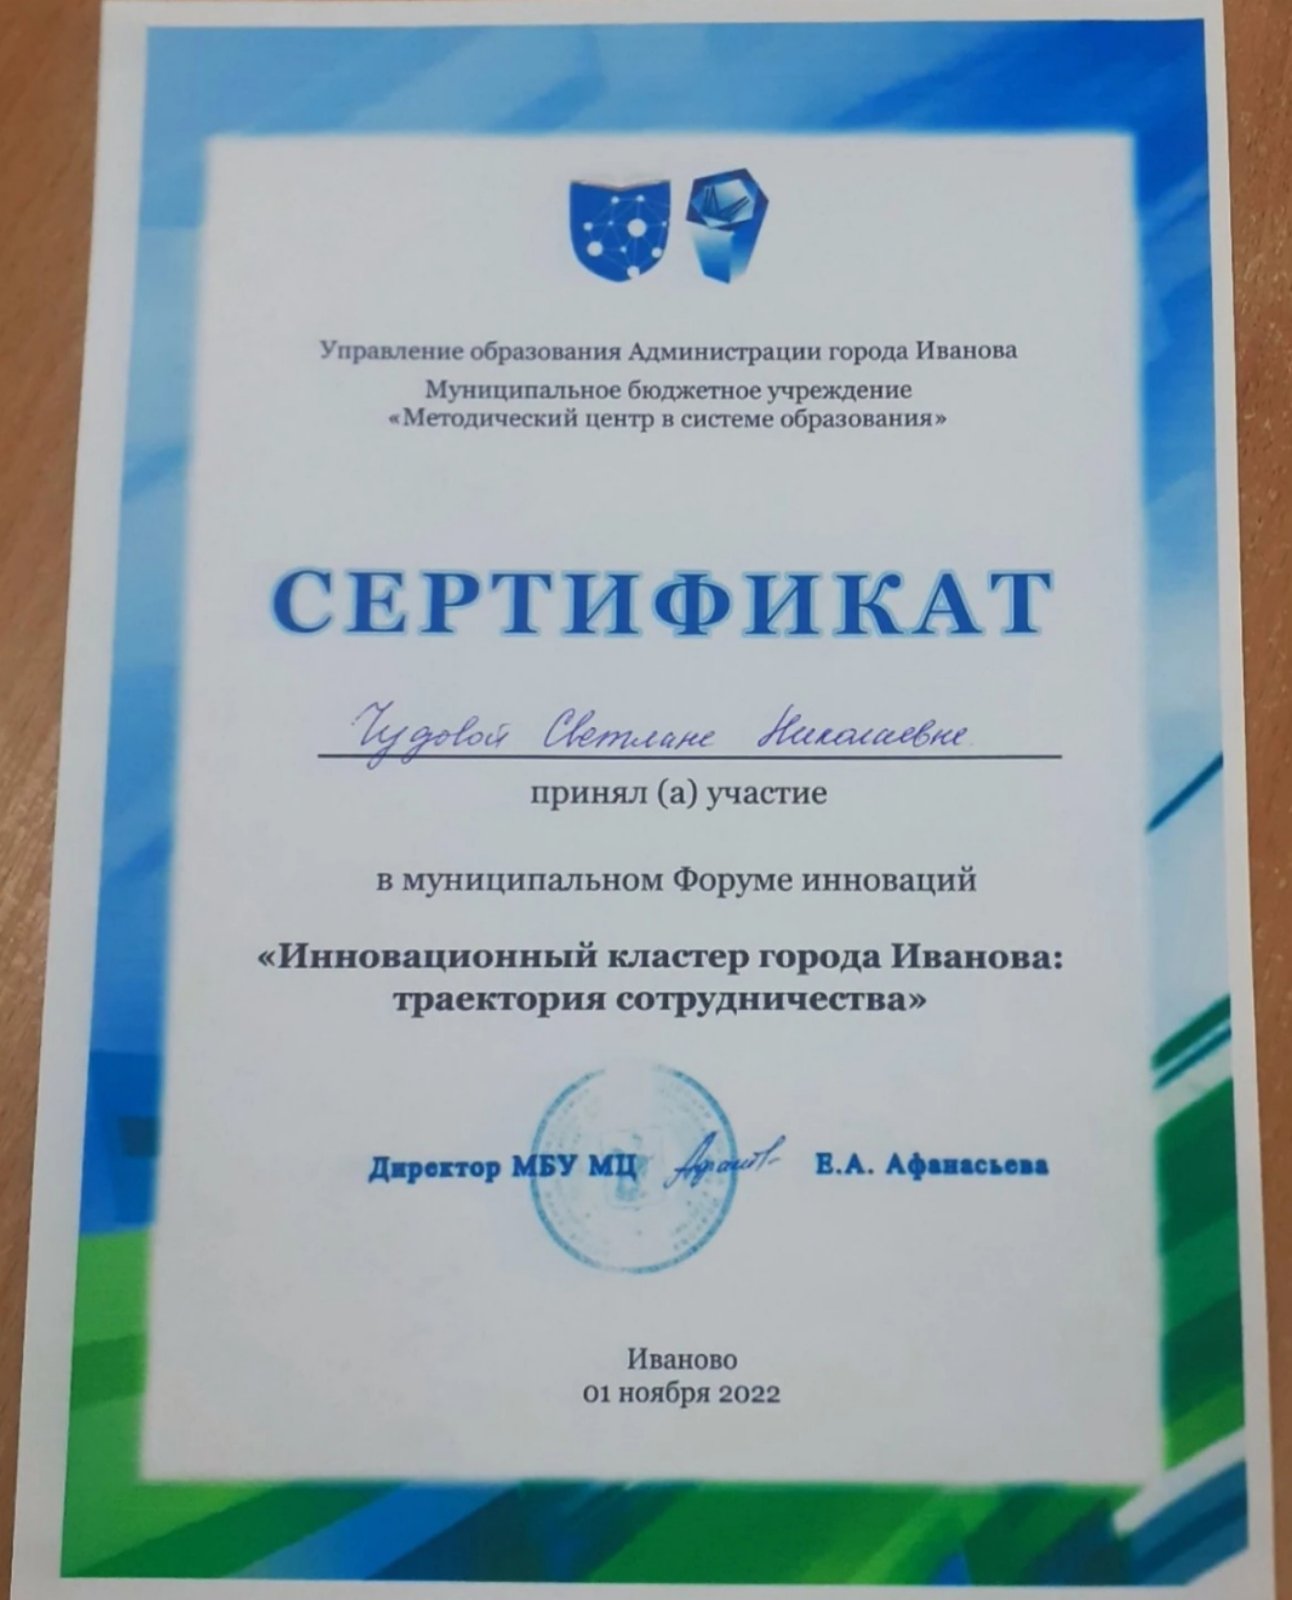 Управление образования Администрации города Иванова
Муниципальное бюджетное учреждение
«Методический центр в системе образования»
СЕРТИФИКАТ
Чудовой Светлане Николаевне
принял (а) участие
в муниципальном Форуме инноваций
«Инновационный кластер города Иванова:
траектория сотрудничества»
Директор МБУ МЦ Е.А. Афанасьева
Иваново
01 ноября 2022